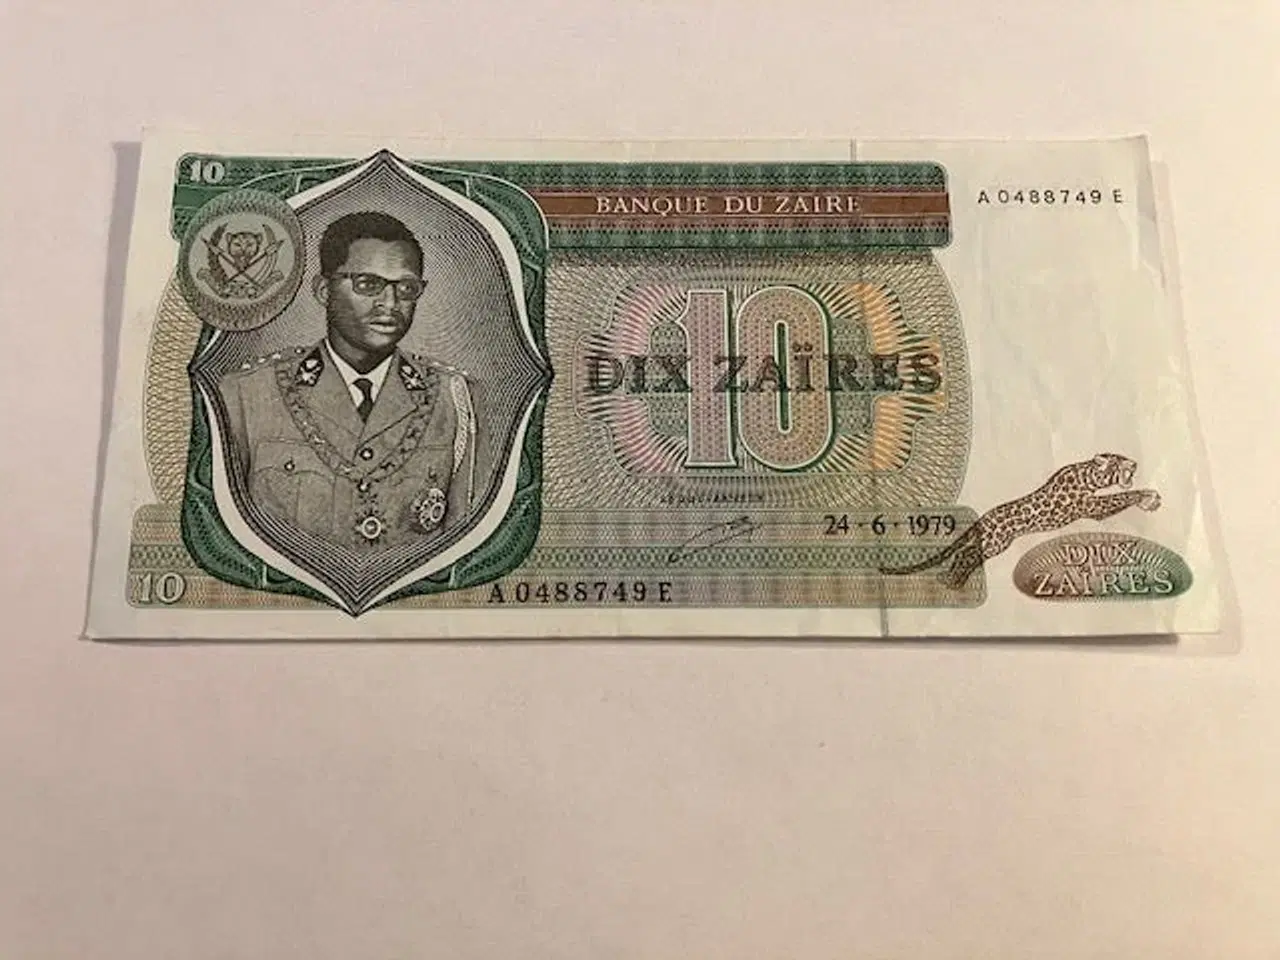 10
BANQUE DU ZAIRE
A 0488749 E
10
DIX ZAÏRES
24·6·1979
DIX
ZAÏRES
10
A 0488749 E